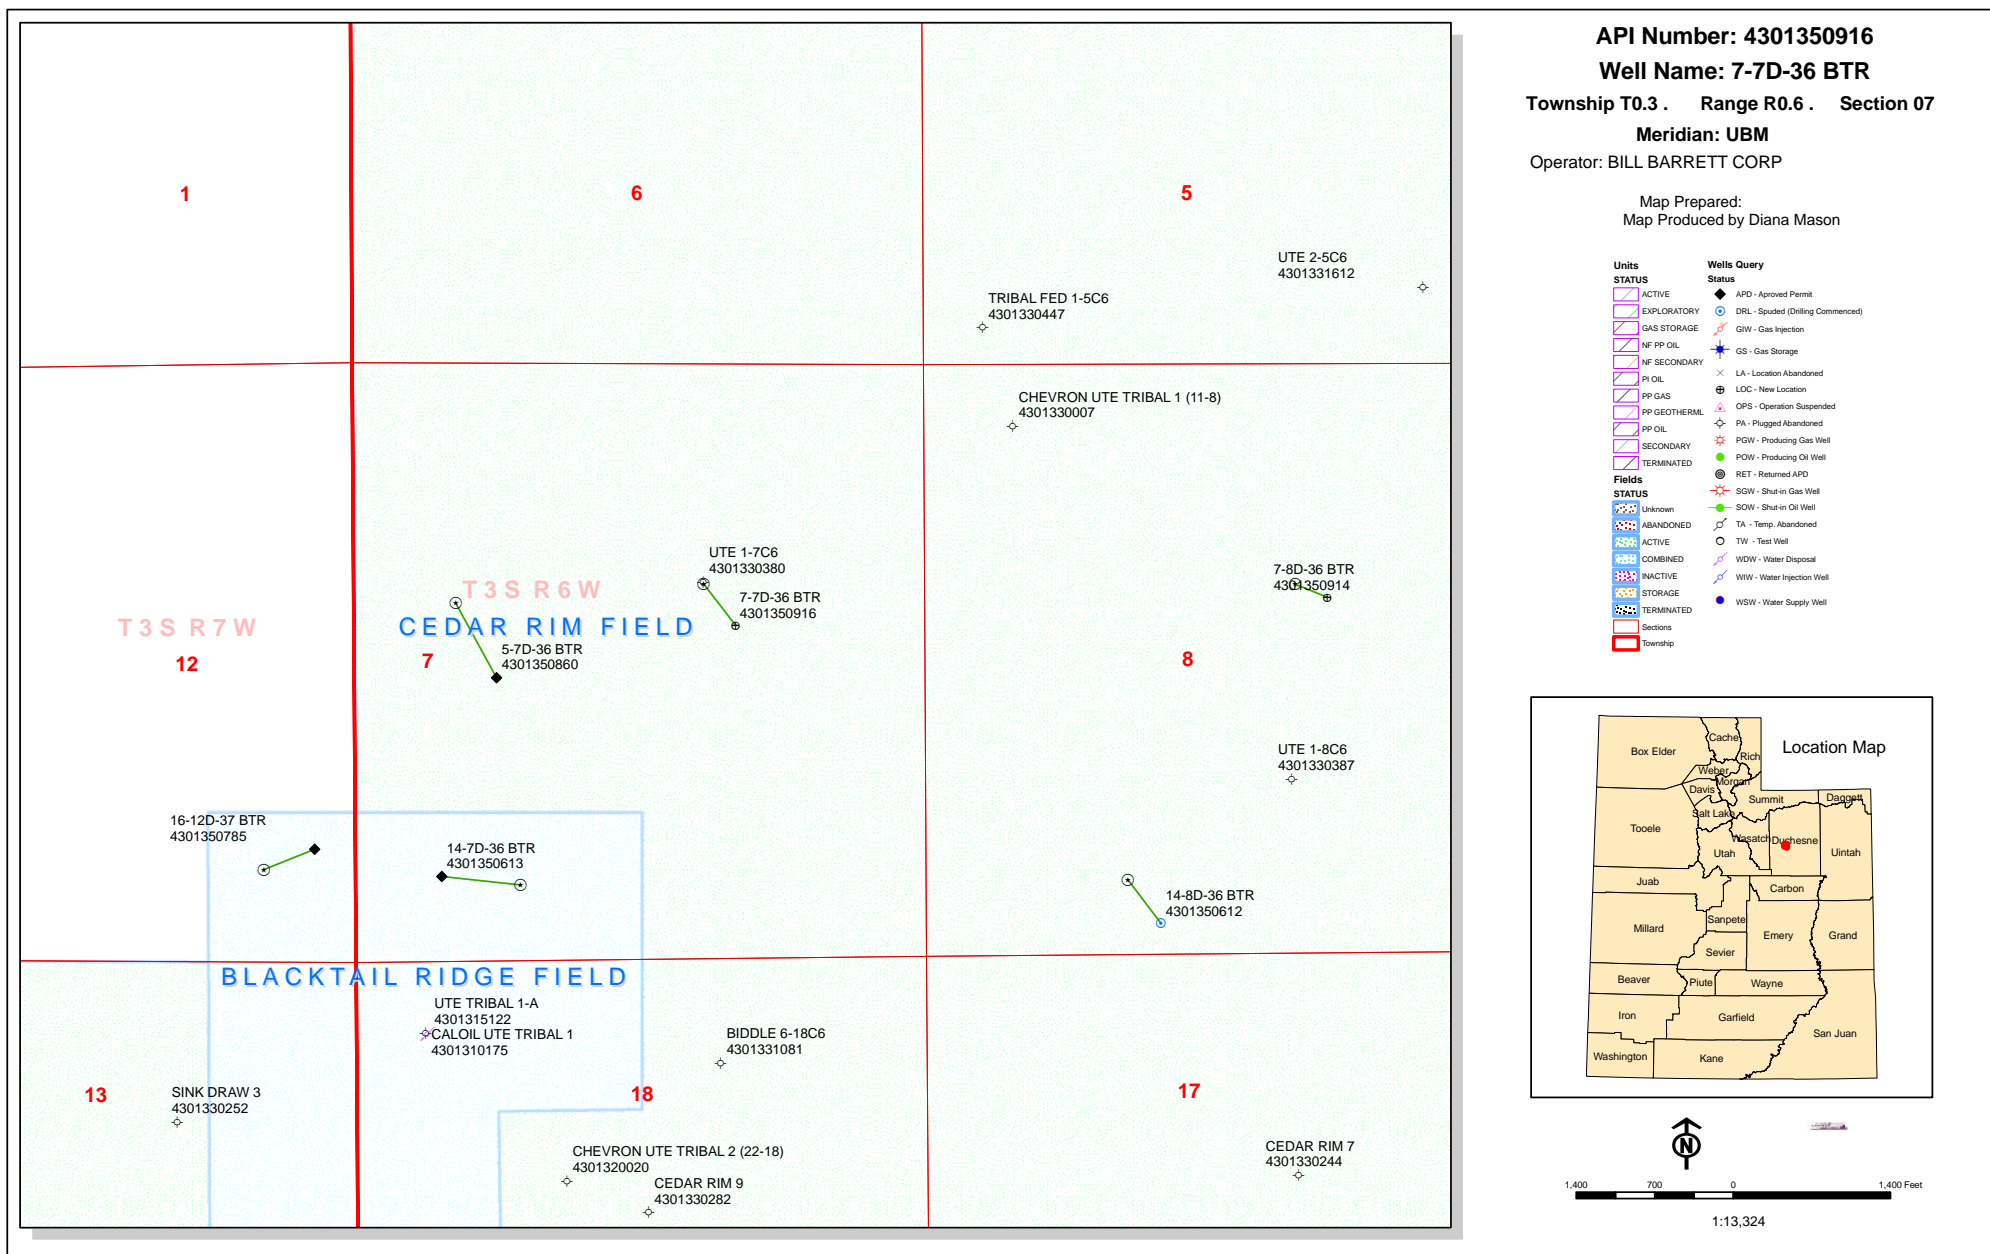 API Number: 4301350916
Well Name: 7-7D-36 BTR
Township T0.3 . Range R0.6 . Section 07
Meridian: UBM
Operator: BILL BARRETT CORP
Map Prepared:
Map Produced by Diana Mason
1
6
5
UTE 2-5C6
4301331612
TRIBAL FED 1-5C6
4301330447
CHEVRON UTE TRIBAL 1 (11-8)
4301330007
UTE 1-7C6
4301330380
7-7D-36 BTR
4301350916
7-8D-36 BTR
4301350914
T3S R6W
CEDAR RIM FIELD
T3S R7W
12
7
8
5-7D-36 BTR
4301350860
UTE 1-8C6
4301330387
16-12D-37 BTR
4301350785
14-7D-36 BTR
4301350613
14-8D-36 BTR
4301350612
BLACKTAIL RIDGE FIELD
UTE TRIBAL 1-A
4301315122
CALOIL UTE TRIBAL 1
4301310175
BIDDLE 6-18C6
4301331081
13
18
17
SINK DRAW 3
4301330252
CHEVRON UTE TRIBAL 2 (22-18)
4301320020
CEDAR RIM 9
4301330282
CEDAR RIM 7
4301330244
Units
STATUS
ACTIVE
EXPLORATORY
GAS STORAGE
NF PP OIL
NF SECONDARY
PI OIL
PP GAS
PP GEOTHERML
PP OIL
SECONDARY
TERMINATED
Fields
STATUS
Unknown
ABANDONED
ACTIVE
COMBINED
INACTIVE
STORAGE
TERMINATED
Sections
Township
Wells Query
Status
APD - Aproved Permit
DRL - Spuded (Drilling Commenced)
GIW - Gas Injection
GS - Gas Storage
LA - Location Abandoned
LOC - New Location
OPS - Operation Suspended
PA - Plugged Abandoned
PGW - Producing Gas Well
POW - Producing Oil Well
RET - Returned APD
SGW - Shut-in Gas Well
SOW - Shut-in Oil Well
TA - Temp. Abandoned
TW - Test Well
WDW - Water Disposal
WIW - Water Injection Well
WSW - Water Supply Well
Location Map
Box Elder
Cache
Rich
Weber
Morgan
Davis
Summit
Daggett
Salt Lake
Tooele
Wasatch
Duchesne
Utah
Uintah
Juab
Carbon
Sanpete
Millard
Emery
Grand
Sevier
Beaver
Piute
Wayne
Iron
Garfield
San Juan
Washington
Kane
N
1,400 700 0 1,400 Feet
1:13,324